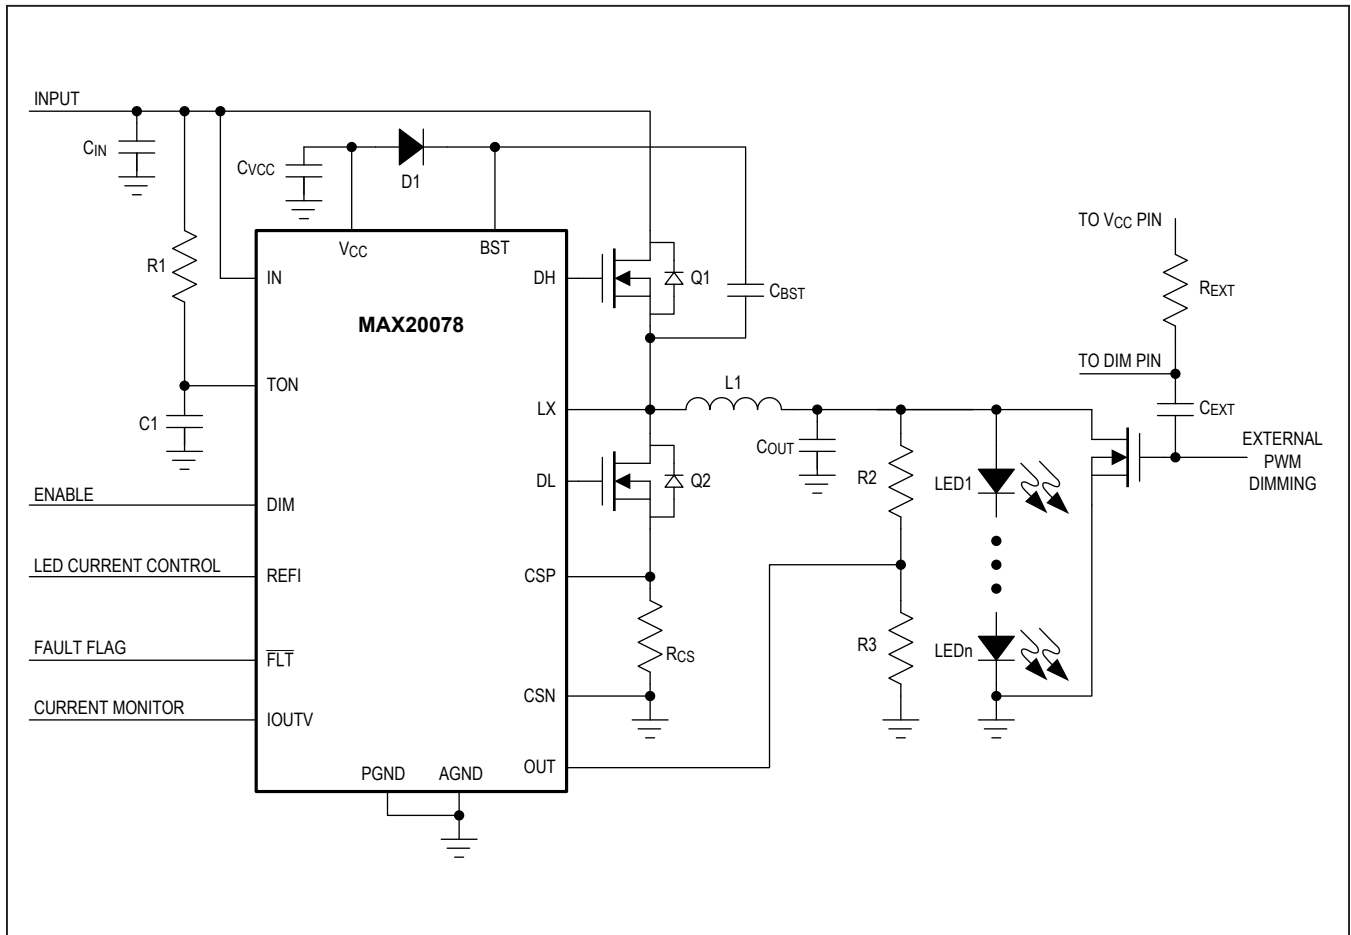 INPUT
CIN
CVCC
D1
TO VCC PIN
R1
VCC
BST
IN
DH
Q1
CBST
REXT
MAX20078
TO DIM PIN
TON
L1
LX
C1
COUT
CEXT
EXTERNAL
PWM
DIMMING
R2
LED1
DL
Q2
ENABLE
DIM
LED CURRENT CONTROL
REFI
CSP
FAULT FLAG
FLT
RCS
R3
LEDn
CURRENT MONITOR
IOUTV
CSN
OUT
PGND
AGND